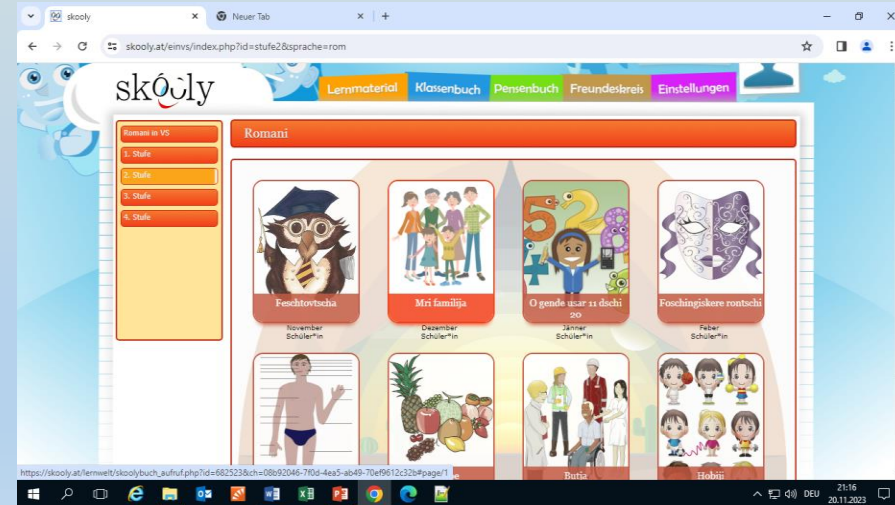 skooly
Neuer Tab
skooly.at/einvs/index.php?id=stufe2&sprache=rom
skooly
Lernmaterial
Klassenbuch
Pensenbuch
Freundeskreis
Einstellungen
Romani in VS
1. Stufe
2. Stufe
3. Stufe
4. Stufe
Romani
Feschtovtscha
November
Schüler*in
Mri familija
Dezember
Schüler*in
O gende usar 11 dschi
20
Jänner
Schüler*in
Foschingiskere rontschi
Feber
Schüler*in
Butja
Hobiji
https://skooly.at/lernwelt/skoolybuch_aufruf.php?id=682523&ch=08b92046-7f0d-4ea5-ab49-70ef9612c32b#page/1
DEU
21:16
20.11.2023